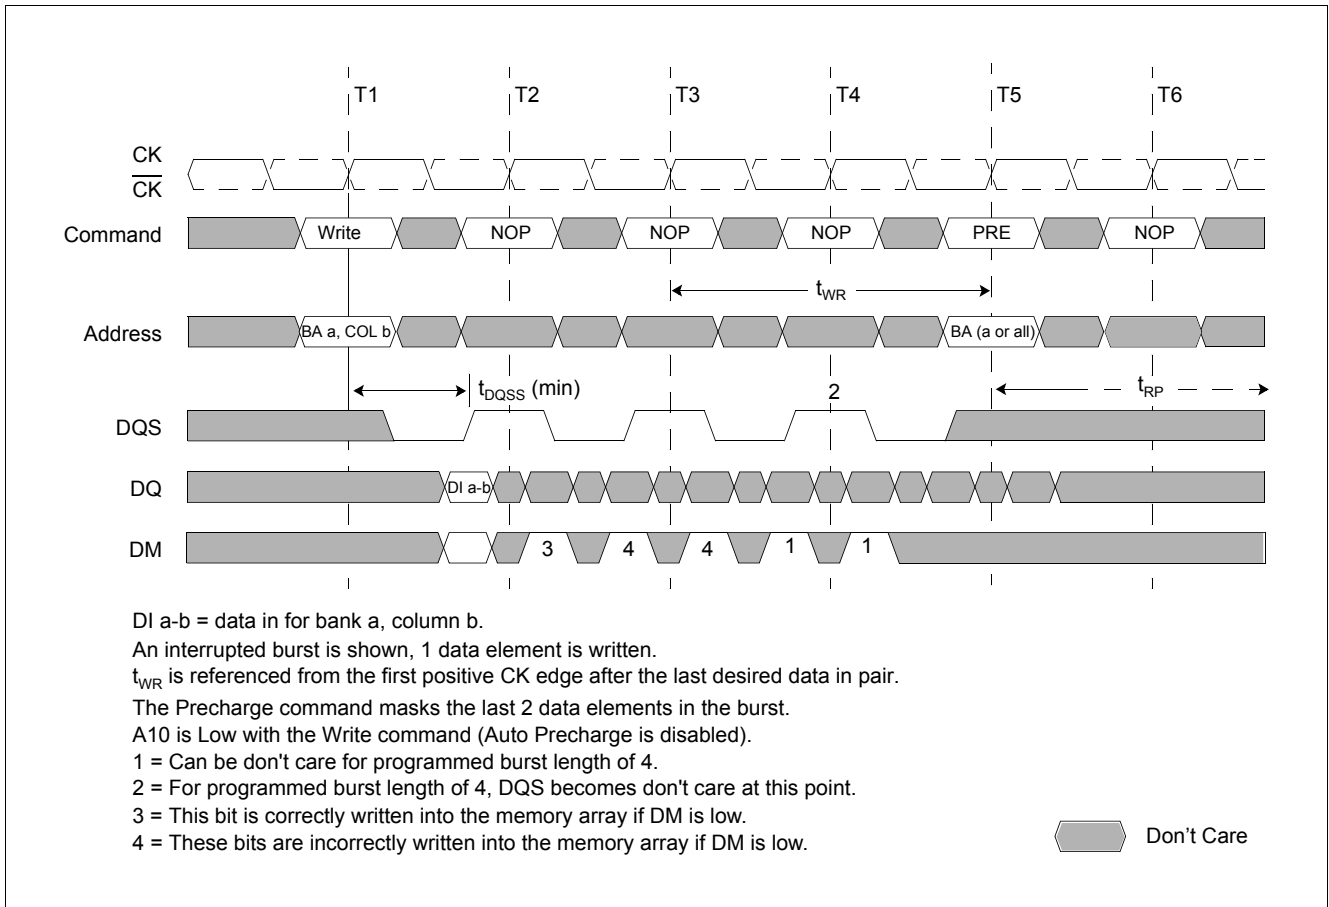 T1 T2 T3 T4 T5 T6
CK
CK
Command Write NOP NOP NOP PRE NOP
tWR
Address BA a, COL b BA (a or all)
tDQSS (min) 2 tRP
DQS
DQ DI a-b
DM 3 4 4 1 1
DI a-b = data in for bank a, column b.
An interrupted burst is shown, 1 data element is written.
tWR is referenced from the first positive CK edge after the last desired data in pair.
The Precharge command masks the last 2 data elements in the burst.
A10 is Low with the Write command (Auto Precharge is disabled).
1 = Can be don't care for programmed burst length of 4.
2 = For programmed burst length of 4, DQS becomes don't care at this point.
3 = This bit is correctly written into the memory array if DM is low.
4 = These bits are incorrectly written into the memory array if DM is low.
Don't Care